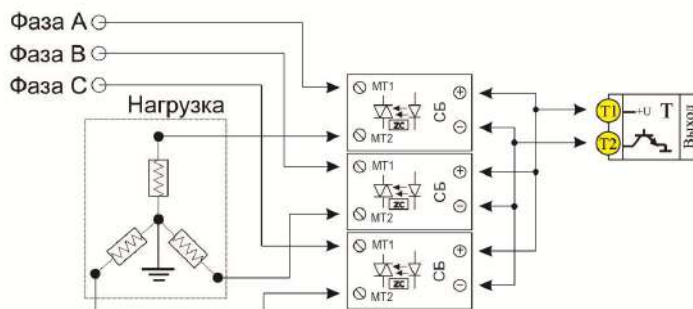 Фаза А
Фаза В
Фаза С
Нагрузка
МТ1
ZC
МТ2
СБ
+
−
МТ1
ZC
МТ2
СБ
+
−
МТ1
ZC
МТ2
СБ
+
−
Т1
+U
Т
Т2
Выход